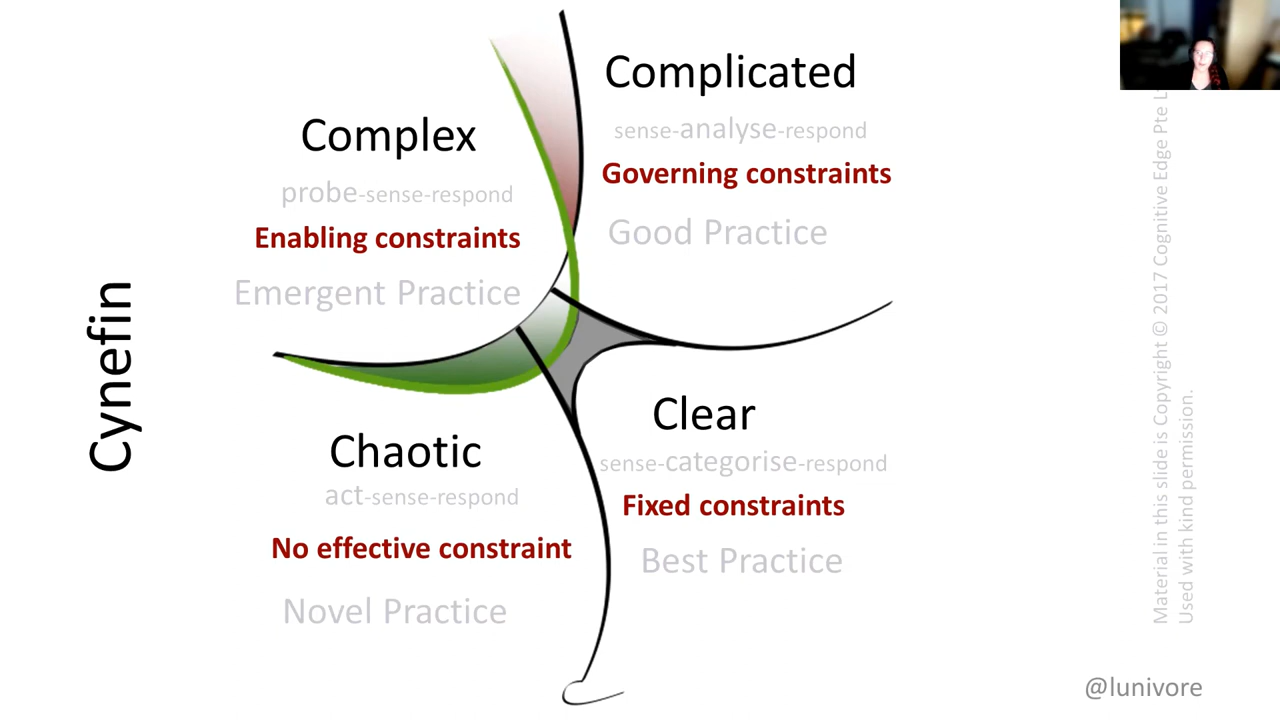 Cynefin
Complex
probe-sense-respond
Enabling constraints
Emergent Practice
Complicated
sense-analyse-respond
Governing constraints
Good Practice
Chaotic
act-sense-respond
No effective constraint
Novel Practice
Clear
sense-categorise-respond
Fixed constraints
Best Practice
Material in this slide is Copyright © 2017 Cognitive Edge Pte
Used with kind permission.
@lunivore